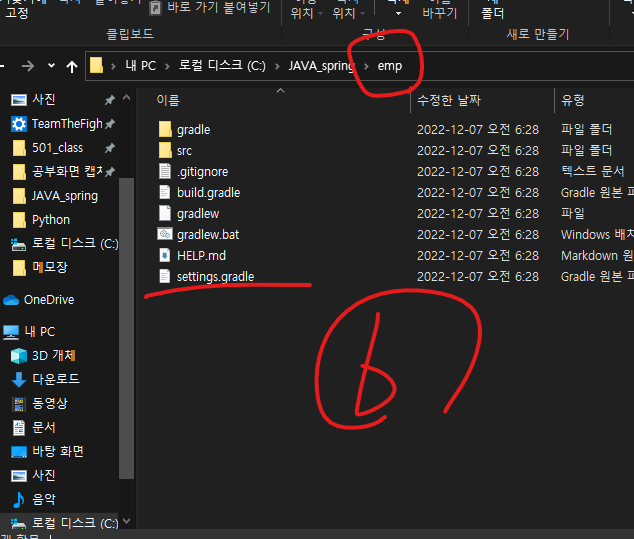 고정
바로 가기 붙여넣기
위치
위치
바꾸기
폴더
클립보드
구성
새로 만들기
내 PC > 로컬 디스크 (C:) > JAVA_spring > emp
이름 수정한 날짜 유형
사진
TeamTheFigh
501_class
공부화면 캡처
JAVA_spring
Python
로컬 디스크 (C:)
메모장
OneDrive
내 PC
3D 개체
다운로드
동영상
문서
바탕 화면
사진
음악
로컬 디스크 (C:)
gradle 2022-12-07 오전 6:28 파일 폴더
src 2022-12-07 오전 6:28 파일 폴더
.gitignore 2022-12-07 오전 6:28 텍스트 문서
build.gradle 2022-12-07 오전 6:28 Gradle 원본 파
gradlew 2022-12-07 오전 6:28 파일
gradlew.bat 2022-12-07 오전 6:28 Windows 배치
HELP.md 2022-12-07 오전 6:28 Markdown 원본
settings.gradle 2022-12-07 오전 6:28 Gradle 원본 파
b